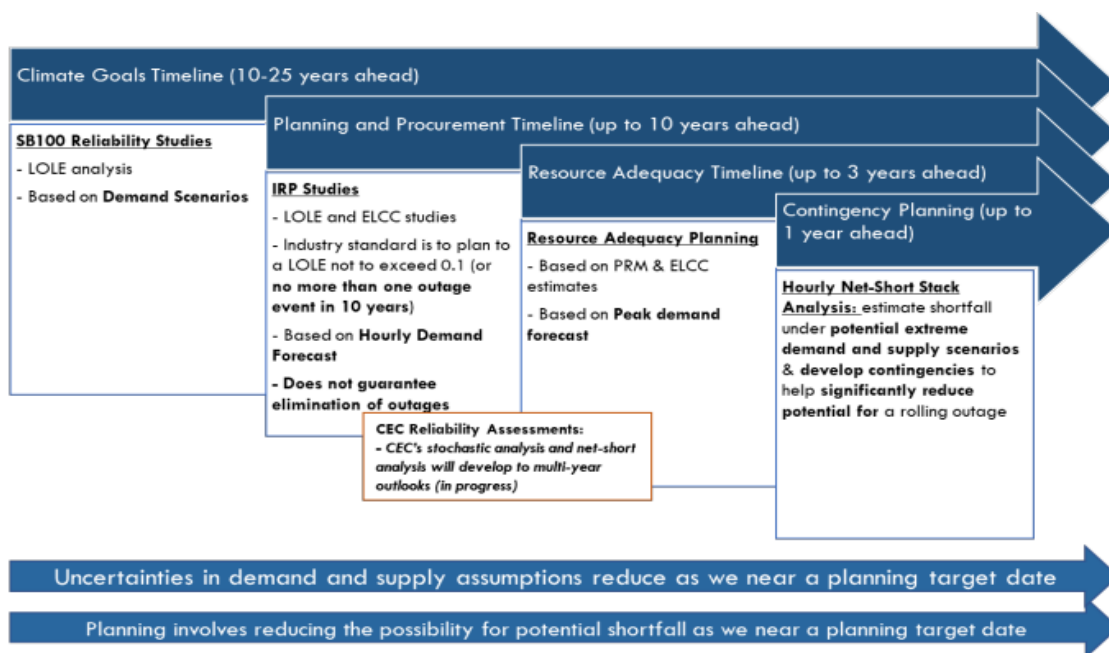 Climate Goals Timeline (10-25 years ahead)
SB100 Reliability Studies
- LOLE analysis
- Based on Demand Scenarios
Planning and Procurement Timeline (up to 10 years ahead)
IRP Studies
- LOLE and ELCC studies
- Industry standard is to plan to
a LOLE not to exceed 0.1 (or
no more than one outage
event in 10 years)
- Based on Hourly Demand
Forecast
- Does not guarantee
elimination of outages
Resource Adequacy Timeline (up to 3 years ahead)
Resource Adequacy Planning
- Based on PRM & ELCC
estimates
- Based on Peak demand
forecast
Contingency Planning (up to
1 year ahead)
Hourly Net-Short Stack
Analysis: estimate shortfall
under potential extreme
demand and supply scenarios
& develop contingencies to
help significantly reduce
potential for a rolling outage
CEC Reliability Assessments:
- CEC's stochastic analysis and net-short
analysis will develop to multi-year
outlooks (in progress)
Uncertainties in demand and supply assumptions reduce as we near a planning target date
Planning involves reducing the possibility for potential shortfall as we near a planning target date